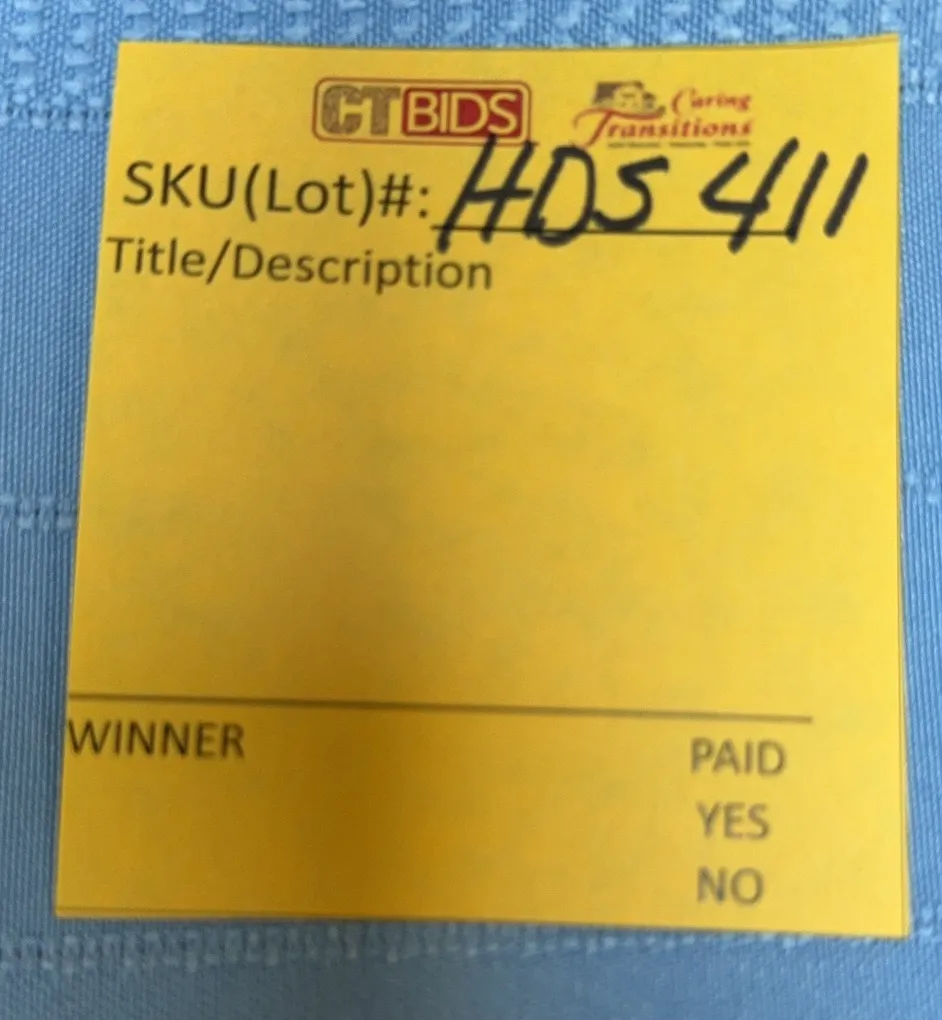 CTBIDS Caring
Transitions
SKU(Lot)#: HDS 411
Title/Description
WINNER PAID
YES
NO